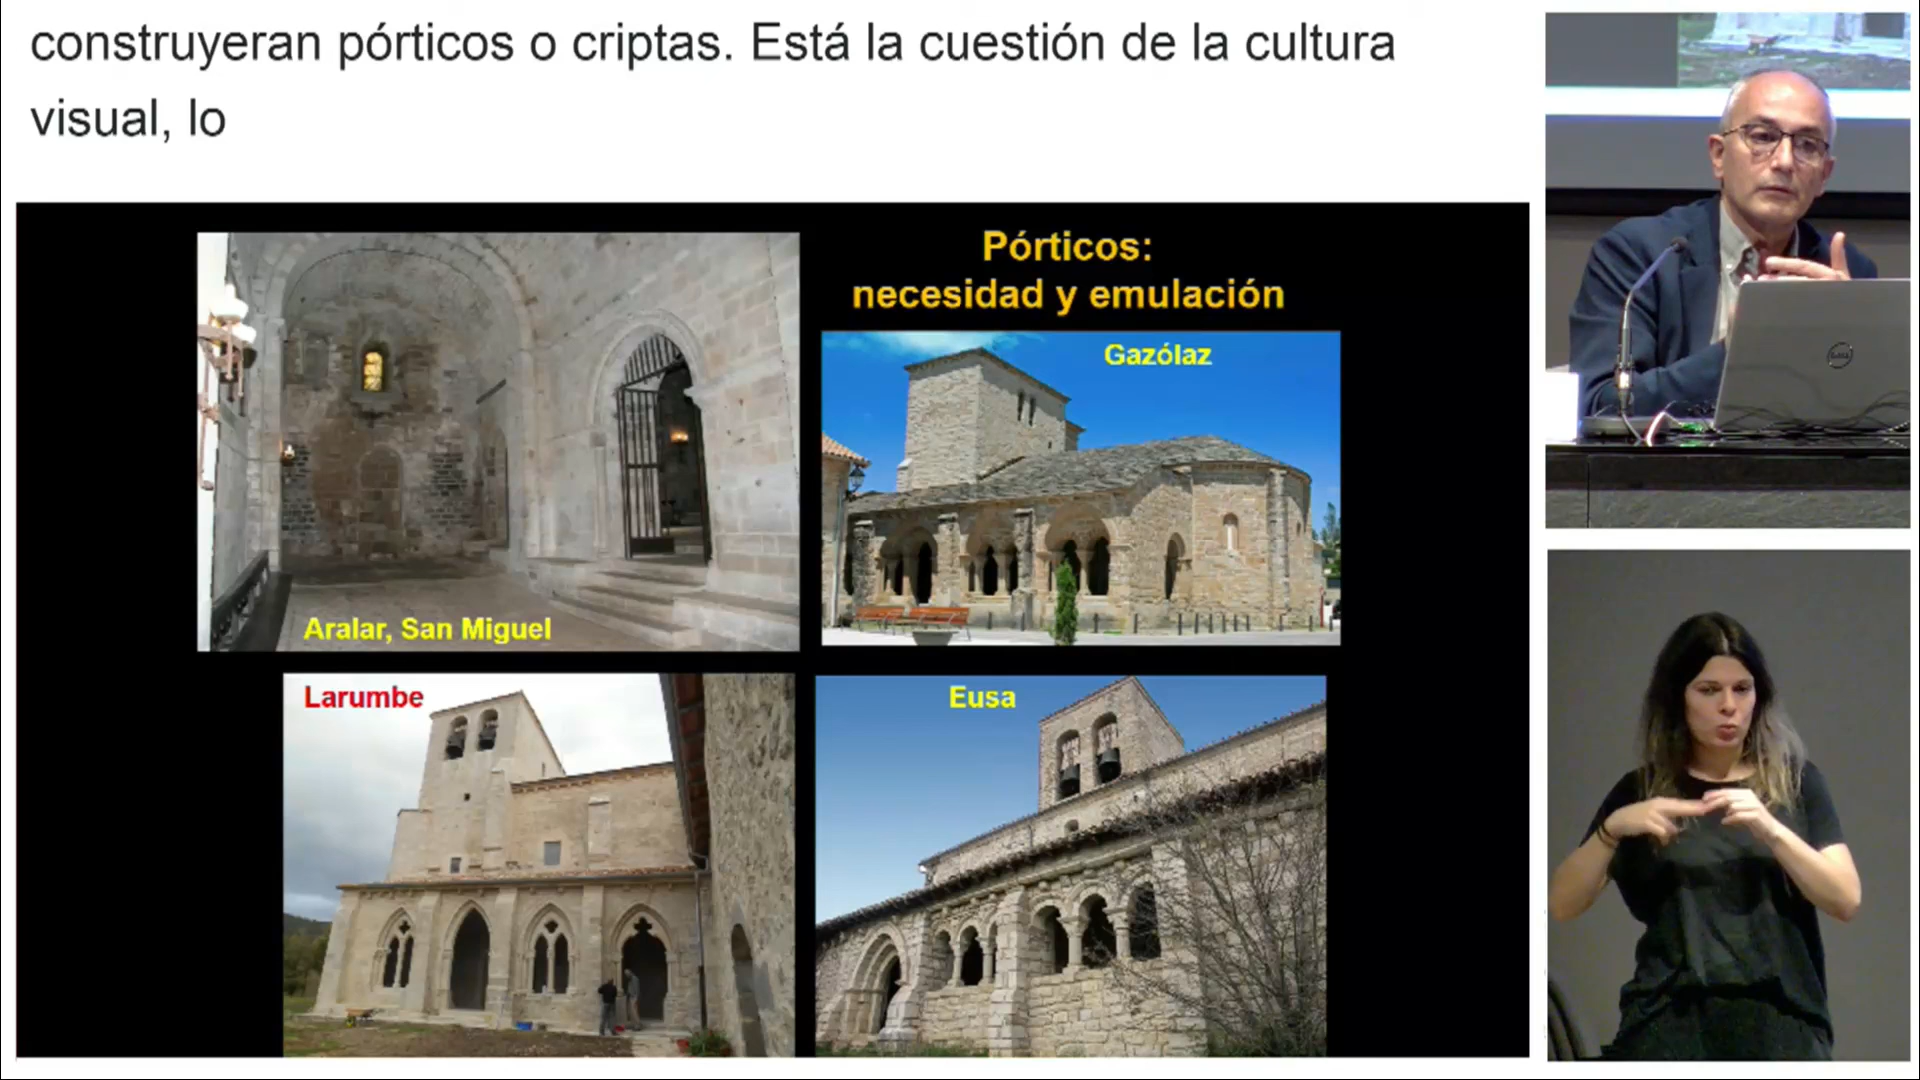 construyeran pórticos o criptas. Está la cuestión de la cultura
visual, lo
Pórticos:
necesidad y emulación
Aralar, San Miguel
Gazólaz
Larumbe
Eusa
DELL